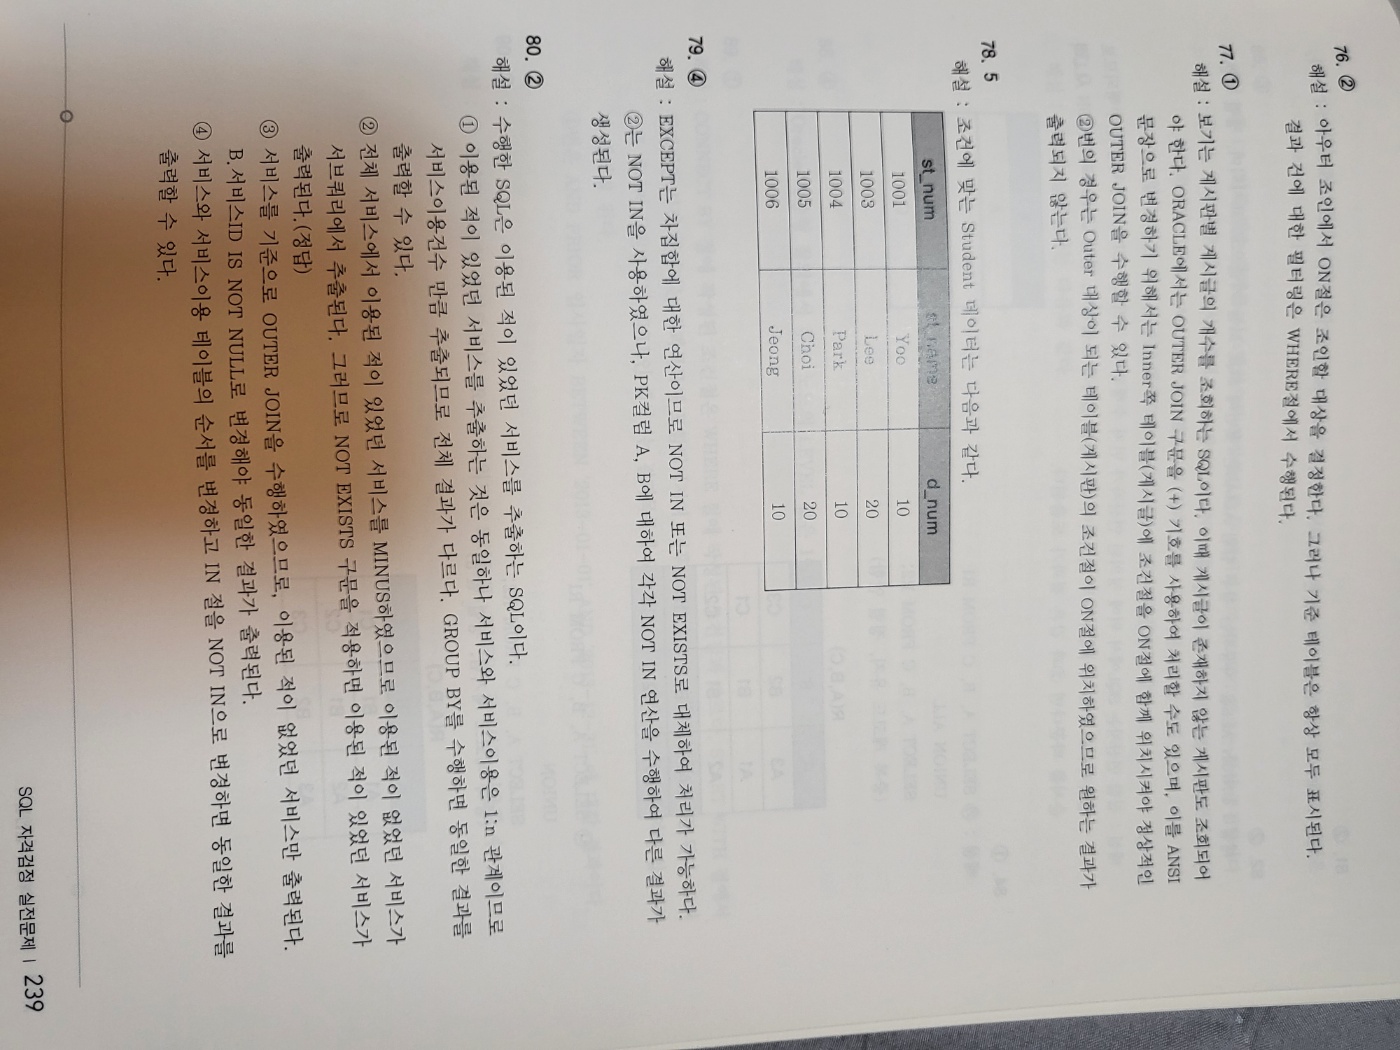 76. ②
해설 : 아우터 조인에서 ON절은 조인할 대상을 결정한다. 그러나 기준 테이블은 항상 모두 표시된다.
결과 건에 대한 필터링은 WHERE절에서 수행된다.
77. ①
해설 : 보기는 게시판별 게시글의 개수를 조회하는 SQL이다. 이때 게시글이 존재하지 않는 게시판도 조회되어
야 한다. ORACLE에서는 OUTER JOIN 구문을 (+) 기호를 사용하여 처리할 수도 있으며, 이를 ANSI
문장으로 변경하기 위해서는 Inner쪽 테이블(게시글)에 조건절을 ON절에 함께 위치시켜야 정상적인
OUTER JOIN을 수행할 수 있다.
②번의 경우는 Outer 대상이 되는 테이블(게시판)의 조건절이 ON절에 위치하였으므로 원하는 결과가
출력되지 않는다.
78. 5
해설 : 조건에 맞는 Student 데이터는 다음과 같다.
st_num st_name d_num
1001 Yoo 10
1003 Lee 20
1004 Park 10
1005 Choi 20
1006 Jeong 10
79. ④
해설 : EXCEPT는 차집합에 대한 연산이므로 NOT IN 또는 NOT EXISTS로 대체하여 처리가 가능하다.
②는 NOT IN을 사용하였으나, PK컬럼 A, B에 대하여 각각 NOT IN 연산을 수행하여 다른 결과가
생성된다.
80. ②
해설 : 수행한 SQL은 이용된 적이 있었던 서비스를 추출하는 SQL이다.
① 이용된 적이 있었던 서비스를 추출하는 것은 동일하나 서비스와 서비스이용은 1:n 관계이므로
서비스이용건수 만큼 추출되므로 전체 결과가 다르다. GROUP BY를 수행하면 동일한 결과를
출력할 수 있다.
② 전체 서비스에서 이용된 적이 있었던 서비스를 MINUS하였으므로 이용된 적이 없었던 서비스가
서브쿼리에서 추출된다. 그러므로 NOT EXISTS 구문을 적용하면 이용된 적이 있었던 서비스가
출력된다.(정답)
③ 서비스를 기준으로 OUTER JOIN을 수행하였으므로, 이용된 적이 없었던 서비스만 출력된다.
B.서비스ID IS NOT NULL로 변경해야 동일한 결과가 출력된다.
④ 서비스와 서비스이용 테이블의 순서를 변경하고 IN 절을 NOT IN으로 변경하면 동일한 결과를
출력할 수 있다.
SQL 자격검정 실전문제 | 239